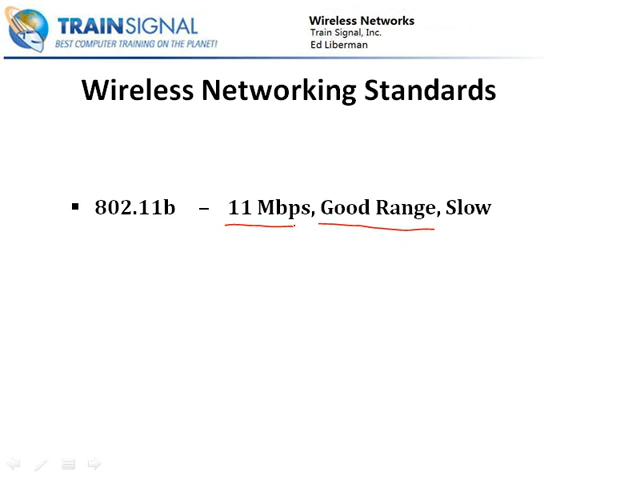 TRAINSIGNAL
BEST COMPUTER TRAINING ON THE PLANET!
Wireless Networks
Train Signal, Inc.
Ed Liberman
Wireless Networking Standards
▪ 802.11b – 11 Mbps, Good Range, Slow